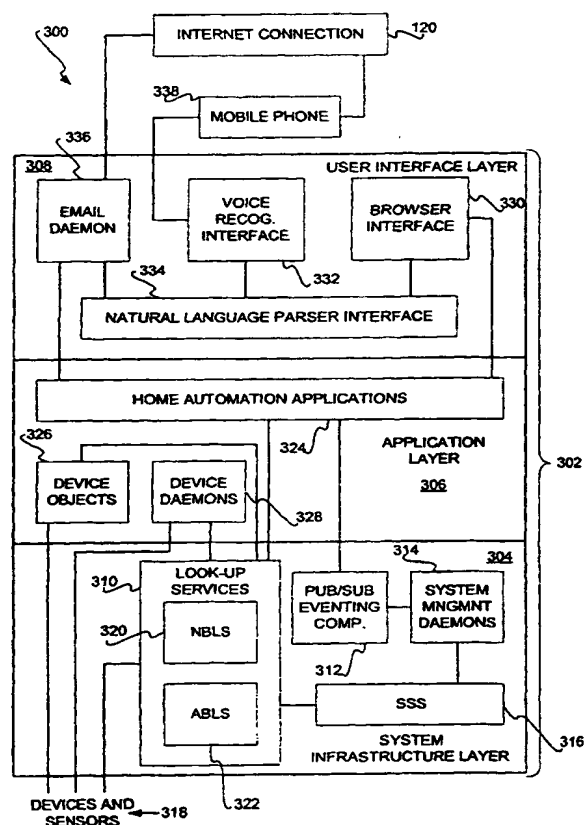 300
INTERNET CONNECTION
120
338
MOBILE PHONE
336
308
USER INTERFACE LAYER
EMAIL
DAEMON
VOICE
RECOG.
INTERFACE
BROWSER
INTERFACE
330
332
334
NATURAL LANGUAGE PARSER INTERFACE
HOME AUTOMATION APPLICATIONS
326
324
APPLICATION
LAYER
306
302
DEVICE
OBJECTS
DEVICE
DAEMONS
328
310
LOOK-UP
SERVICES
314
304
320
NBLS
PUB/SUB
EVENTING
COMP.
SYSTEM
MNGMNT
DAEMONS
312
ABLS
SSS
316
SYSTEM
INFRASTRUCTURE LAYER
DEVICES AND
SENSORS
318
322